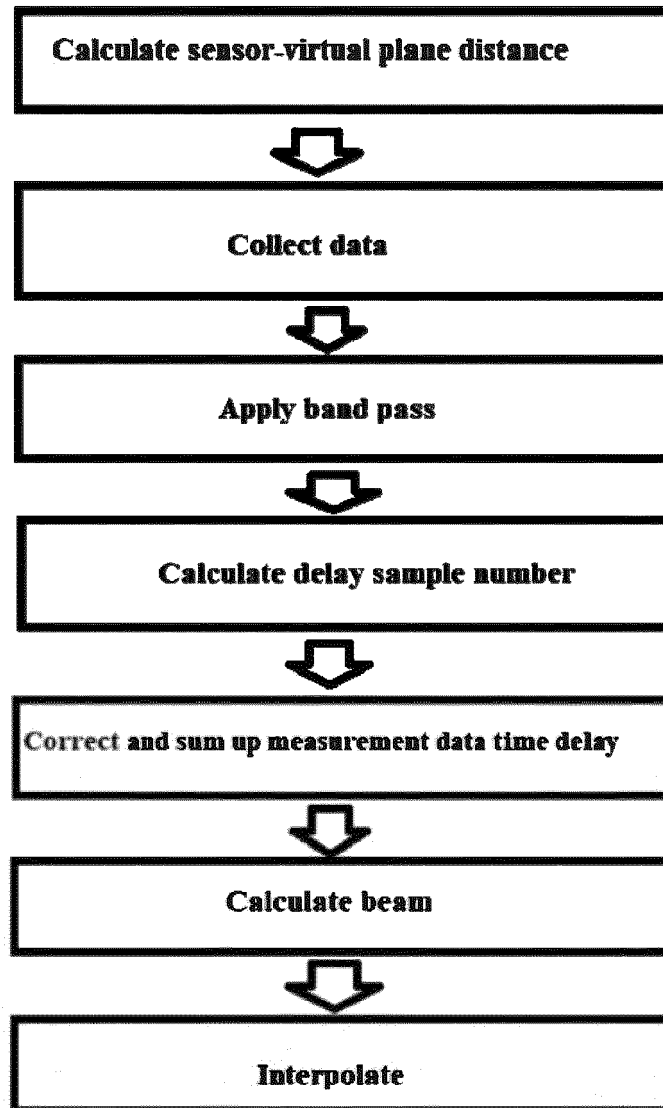 Calculate sensor-virtual plane distance
Collect data
Apply band pass
Calculate delay sample number
Correct and sum up measurement data time delay
Calculate beam
Interpolate